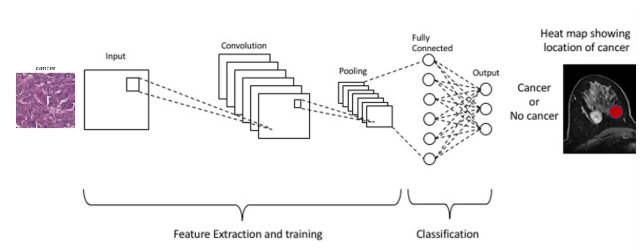 Heat map showing
location of cancer
Fully
Connected
Convolution
Input
cancer
Pooling
Output
Cancer
or
No cancer
Feature Extraction and training
Classification